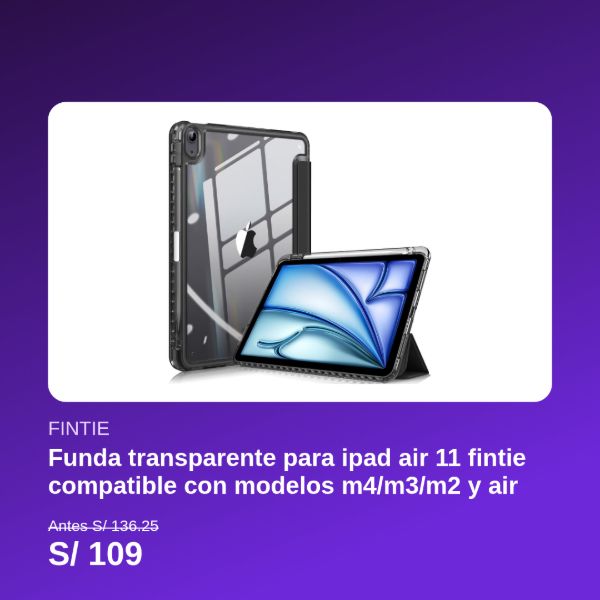 FINTIE
Funda transparente para ipad air 11 fintie
compatible con modelos m4/m3/m2 y air
Antes S/ 136.25
S/ 109